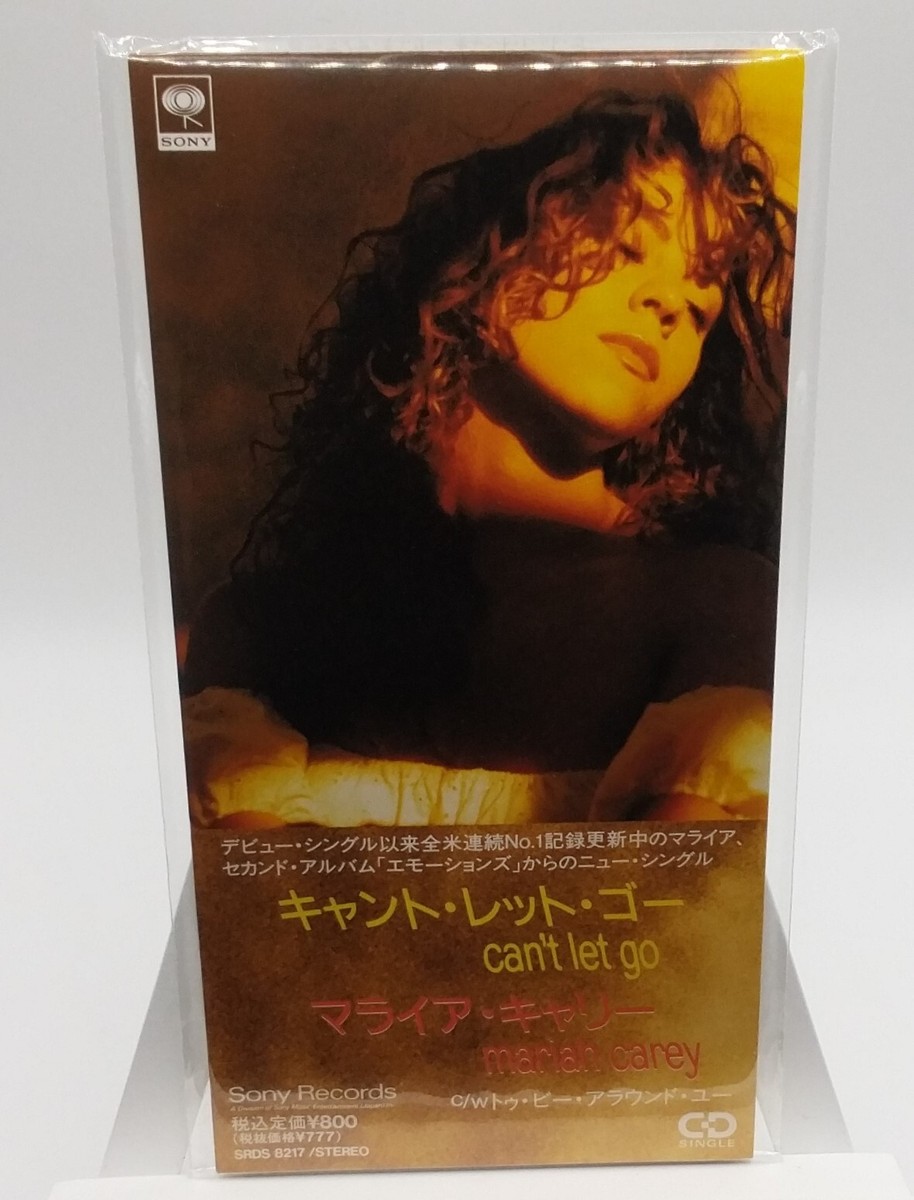 SONY
デビュー・シングル以来全米連続No.1記録更新中のマライア、
セカンド・アルバム「エモーションズ」からのニュー・シングル
キャント・レット・ゴー
can't let go
マライア・キャリー
mariah carey
Sony Records
c/wトゥ・ビー・アラウンド・ユー
税込定価¥800
(税抜価格¥777)
SRDS 8217 /STEREO
CD
SINGLE